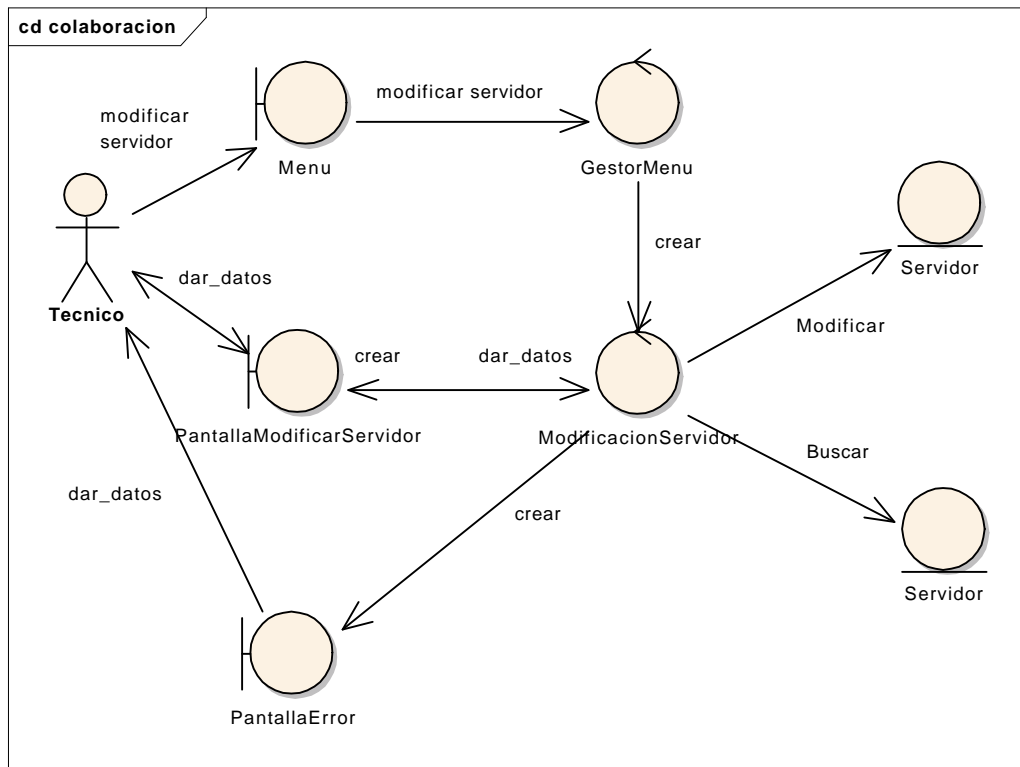 cd colaboracion
modificar
servidor
modificar servidor
Menu
GestorMenu
crear
Servidor
dar_datos
Tecnico
Modificar
crear
dar_datos
PantallaModificarServidor
ModificacionServidor
Buscar
dar_datos
crear
Servidor
PantallaError